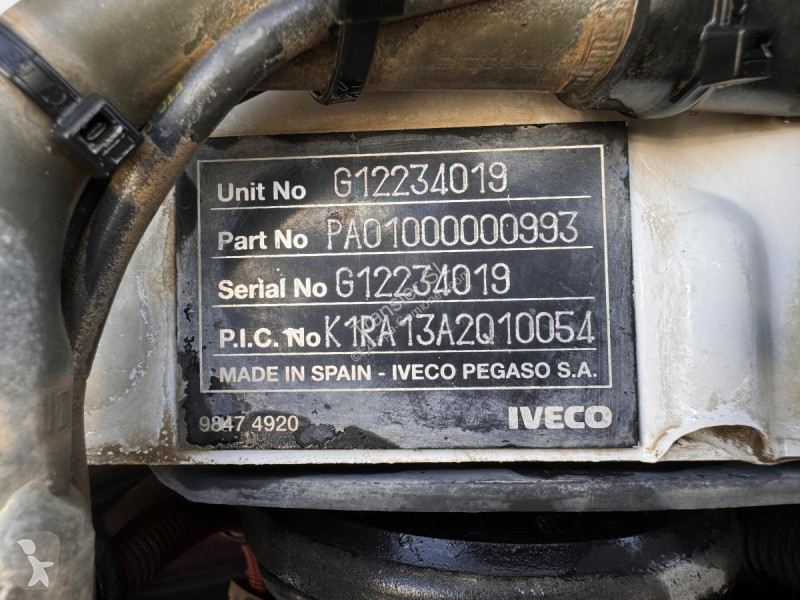 Unit No G12234019
Part No PA01000000993
Serial No G12234019
P.I.C. No K1RA13A2Q10054
MADE IN SPAIN - IVECO PEGASO S.A.
9847 4920 IVECO